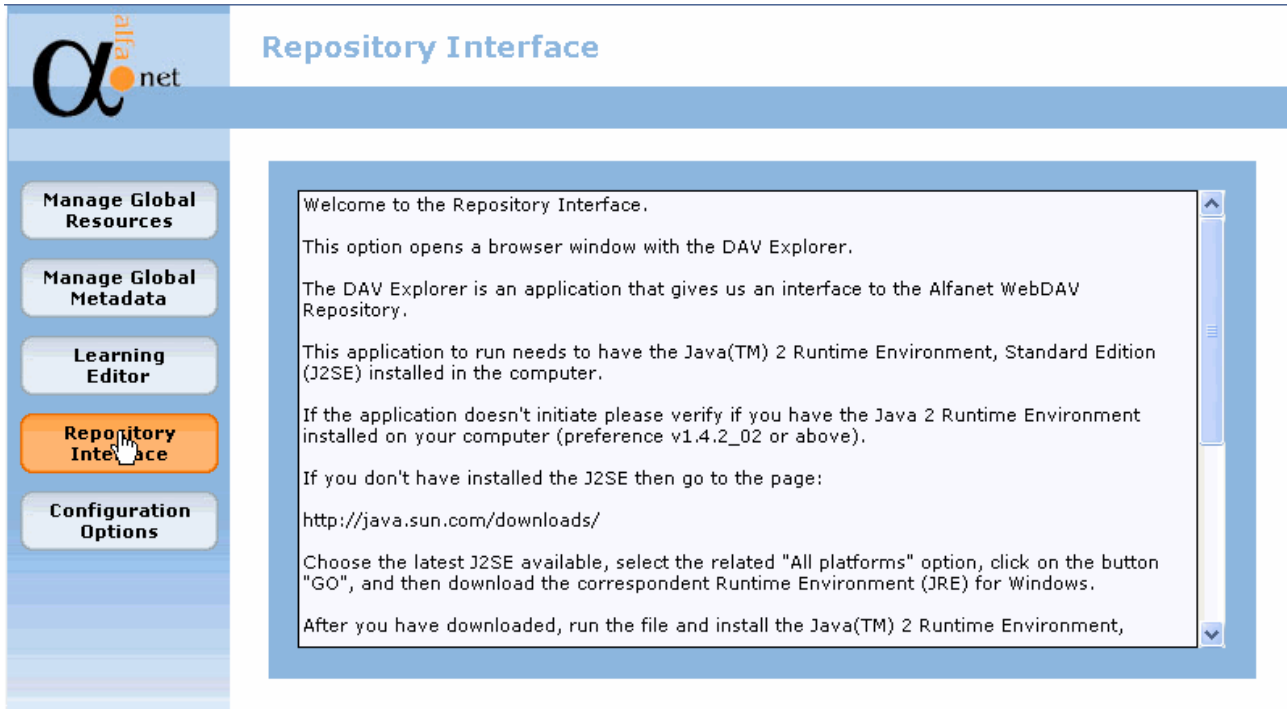 alfa
α net
Repository Interface
Manage Global
Resources
Manage Global
Metadata
Learning
Editor
Repository
Interface
Configuration
Options
Welcome to the Repository Interface.
This option opens a browser window with the DAV Explorer.
The DAV Explorer is an application that gives us an interface to the Alfanet WebDAV
Repository.
This application to run needs to have the Java(TM) 2 Runtime Environment, Standard Edition
(J2SE) installed in the computer.
If the application doesn't initiate please verify if you have the Java 2 Runtime Environment
installed on your computer (preference v1.4.2_02 or above).
If you don't have installed the J2SE then go to the page:
http://java.sun.com/downloads/
Choose the latest J2SE available, select the related "All platforms" option, click on the button
"GO", and then download the correspondent Runtime Environment (JRE) for Windows.
After you have downloaded, run the file and install the Java(TM) 2 Runtime Environment,